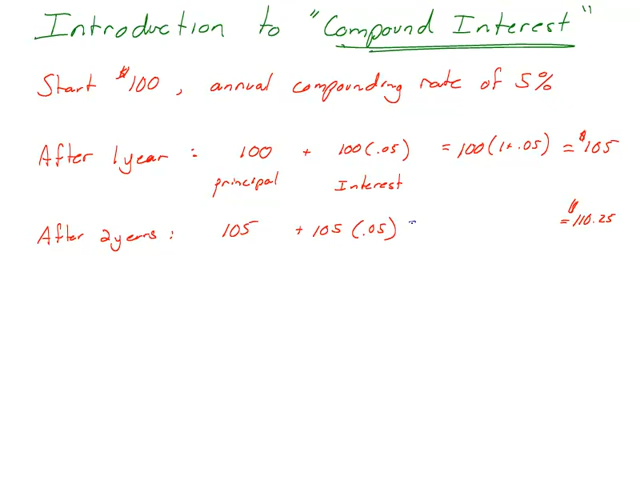 Introduction to "Compound Interest"
Start $100, annual compounding rate of 5%
After 1 year : 100 + 100(.05) = 100(1+.05) = $105
principal Interest
After 2 years : 105 + 105(.05) = $110.25